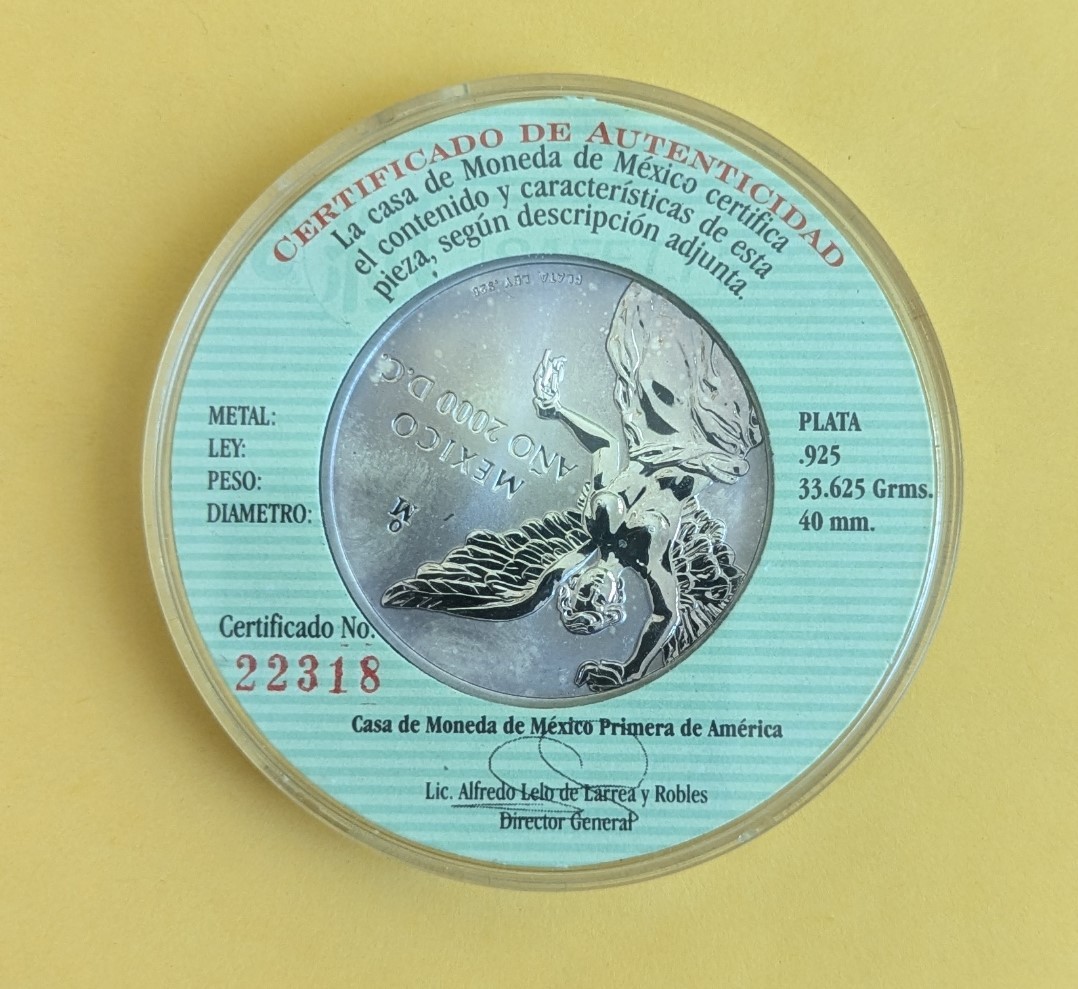 CERTIFICADO DE AUTENTICIDAD
La casa de Moneda de México certifica
el contenido y características de esta
pieza, según descripción adjunta.
PLATA LEY .925
AÑO 2000 D.C.
MEXICO
Mº
METAL: PLATA
LEY: .925
PESO: 33.625 Grms.
DIAMETRO: 40 mm.
Certificado No.
22318
Casa de Moneda de México Primera de América
Lic. Alfredo Lelo de Larrea y Robles
Director General